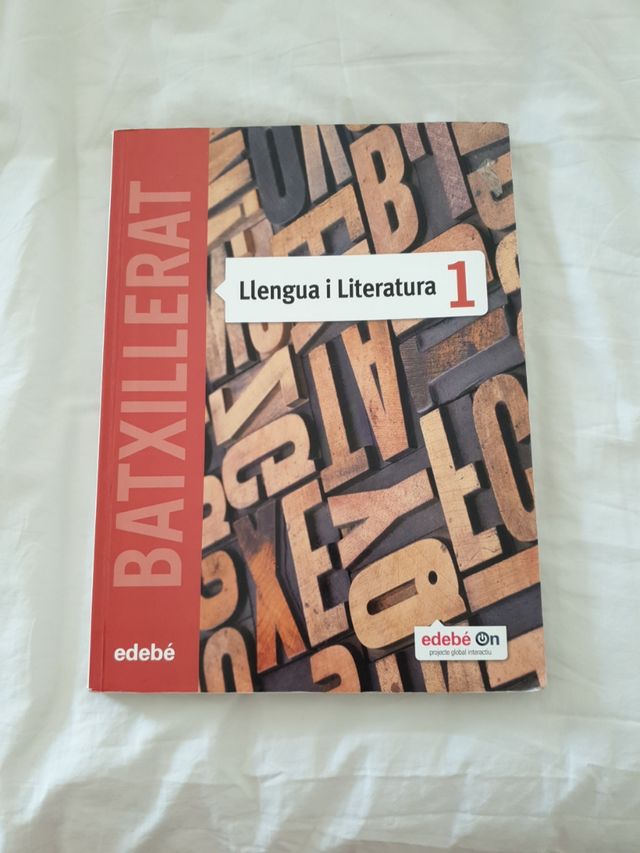 BATXILLERAT
Llengua i Literatura 1
edebé
edebé On
projecte global interactiu